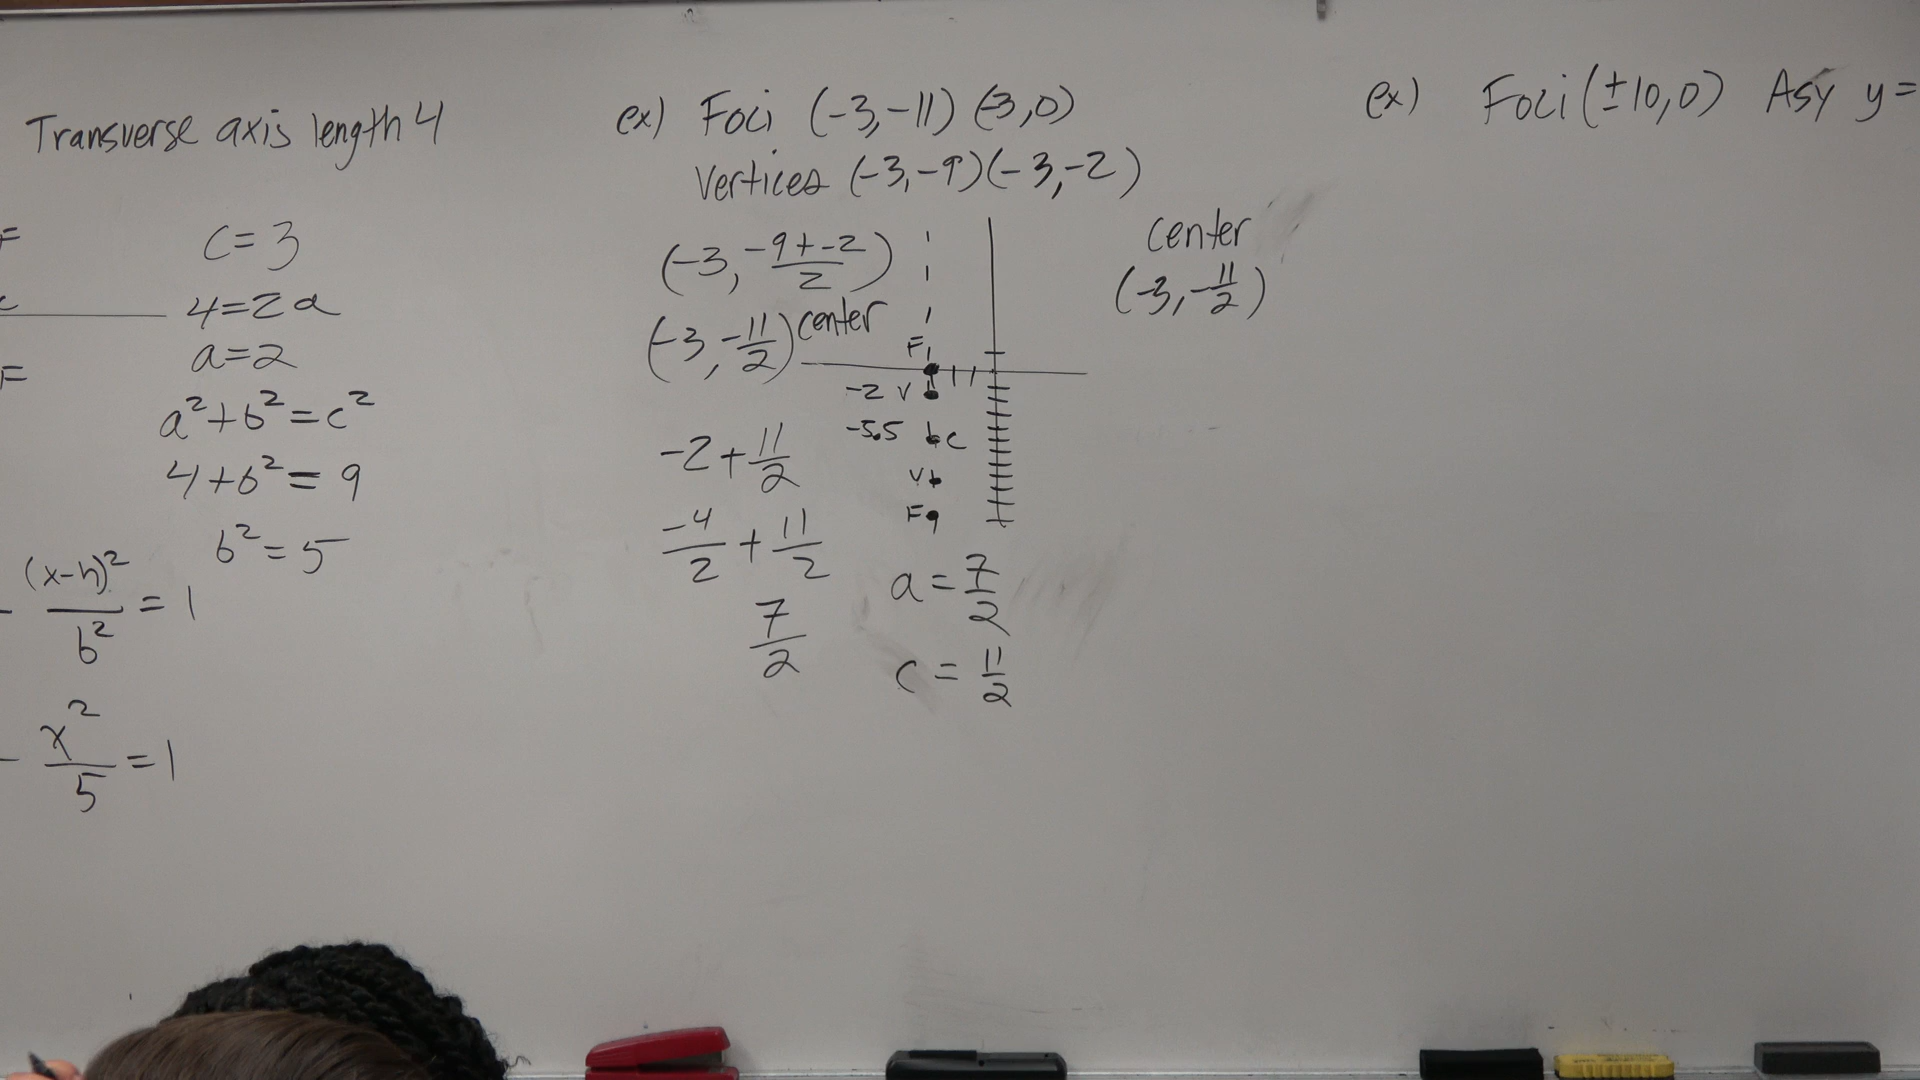 Transverse axis length 4
=
c = 3
4 = 2a
=
a = 2
a² + b² = c²
4 + b² = 9
b² = 5
- (x-h)²/b² = 1
- x²/5 = 1
ex) Foci (-3,-11) (-3,0)
Vertices (-3,-9)(-3,-2)
(-3, -9+-2/2)
(-3, -11/2) center
-2 + 11/2
-4/2 + 11/2
7/2
F
-2 V
-5.5 C
V
F
a = 7/2
c = 11/2
center
(-3, -11/2)
ex) Foci (±10,0) Asy y=